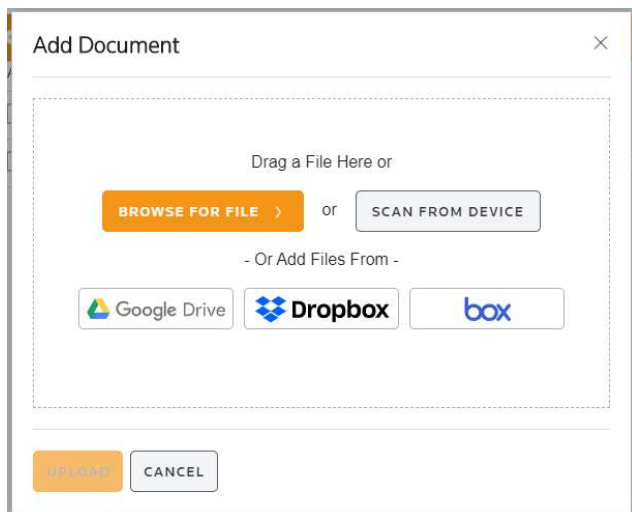 Add Document
Drag a File Here or
BROWSE FOR FILE or SCAN FROM DEVICE
- Or Add Files From -
Google Drive Dropbox box
UPLOAD CANCEL